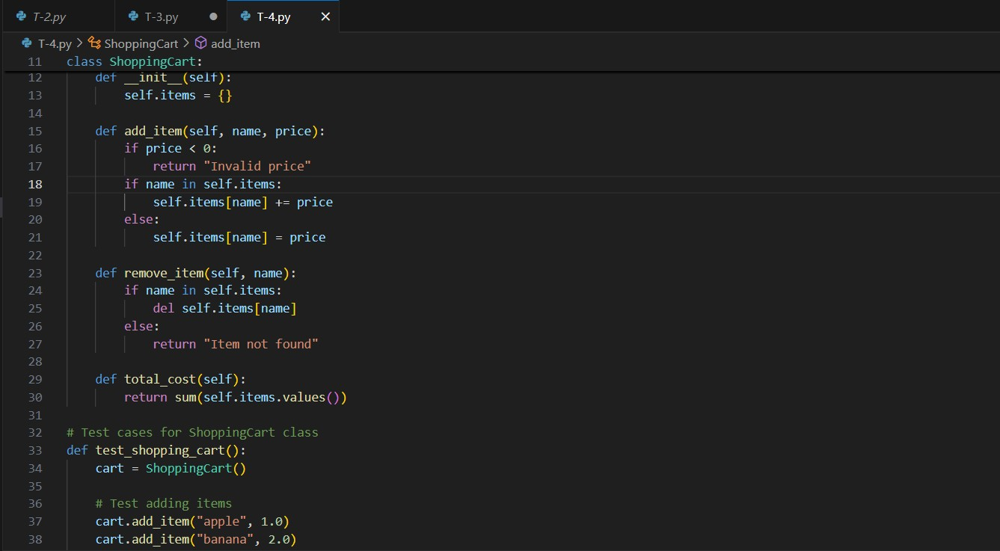 T-2.py T-3.py T-4.py
T-4.py > ShoppingCart > add_item
11 class ShoppingCart:
12 def __init__(self):
13 self.items = {}
14
15 def add_item(self, name, price):
16 if price < 0:
17 return "Invalid price"
18 if name in self.items:
19 self.items[name] += price
20 else:
21 self.items[name] = price
22
23 def remove_item(self, name):
24 if name in self.items:
25 del self.items[name]
26 else:
27 return "Item not found"
28
29 def total_cost(self):
30 return sum(self.items.values())
31
32 # Test cases for ShoppingCart class
33 def test_shopping_cart():
34 cart = ShoppingCart()
35
36 # Test adding items
37 cart.add_item("apple", 1.0)
38 cart.add_item("banana", 2.0)